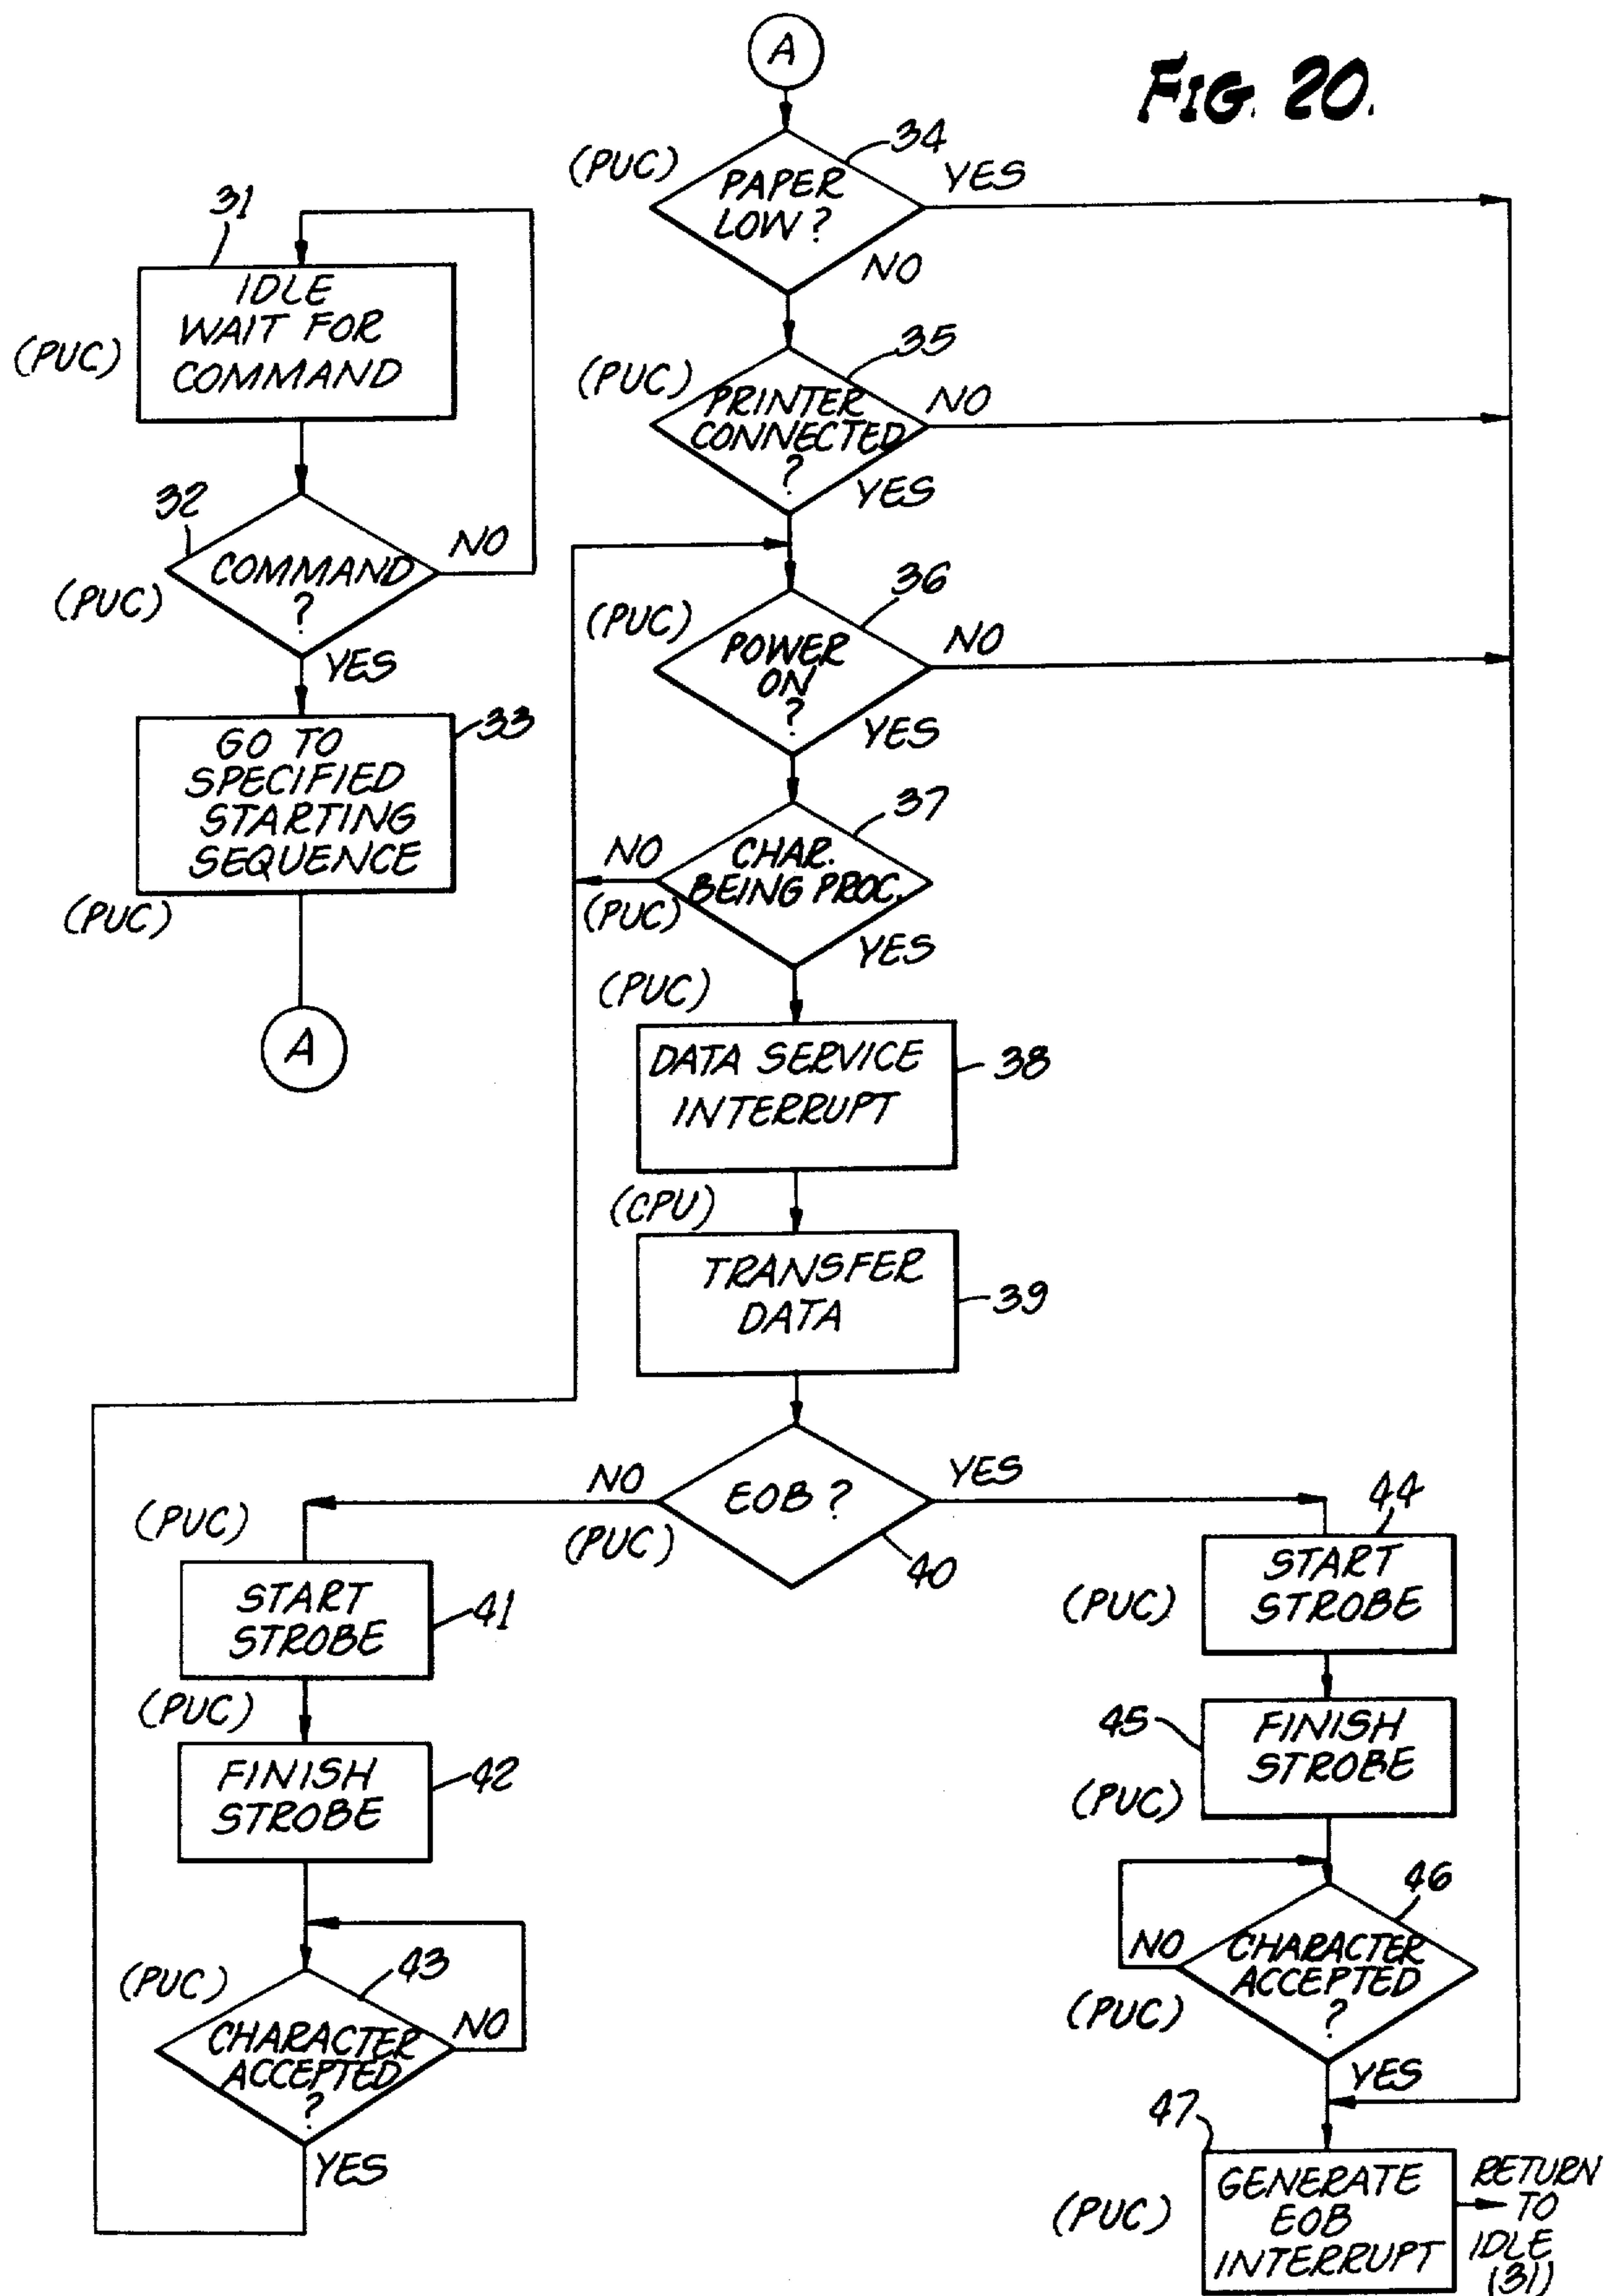 FIG. 20.
31
IDLE
WAIT FOR
COMMAND
(PUC)
32
COMMAND
?
NO
(PUC)
YES
33
GO TO
SPECIFIED
STARTING
SEQUENCE
(PUC)
A
A
34
(PUC)
PAPER
LOW ?
YES
NO
35
(PUC)
PRINTER
CONNECTED
?
NO
YES
36
(PUC)
POWER
ON
?
NO
YES
37
CHAR.
BEING PROC.
NO
(PUC)
YES
(PUC)
DATA SERVICE
INTERRUPT
38
(CPU)
TRANSFER
DATA
39
EOB ?
NO
YES
(PUC)
40
(PUC)
START
STROBE
41
(PUC)
FINISH
STROBE
42
43
(PUC)
CHARACTER
ACCEPTED
?
NO
YES
44
START
STROBE
(PUC)
45
FINISH
STROBE
(PUC)
46
CHARACTER
ACCEPTED
?
NO
(PUC)
YES
47
GENERATE
EOB
INTERRUPT
(PUC)
RETURN
TO
IDLE
(31)